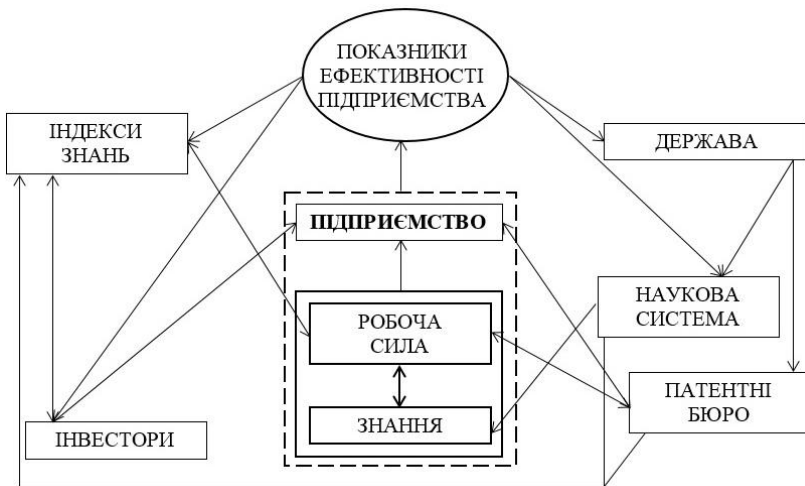 ПОКАЗНИКИ
ЕФЕКТИВНОСТІ
ПІДПРИЄМСТВА
ІНДЕКСИ
ЗНАНЬ
ДЕРЖАВА
ПІДПРИЄМСТВО
НАУКОВА
СИСТЕМА
РОБОЧА
СИЛА
ПАТЕНТНІ
БЮРО
ІНВЕСТОРИ
ЗНАННЯ